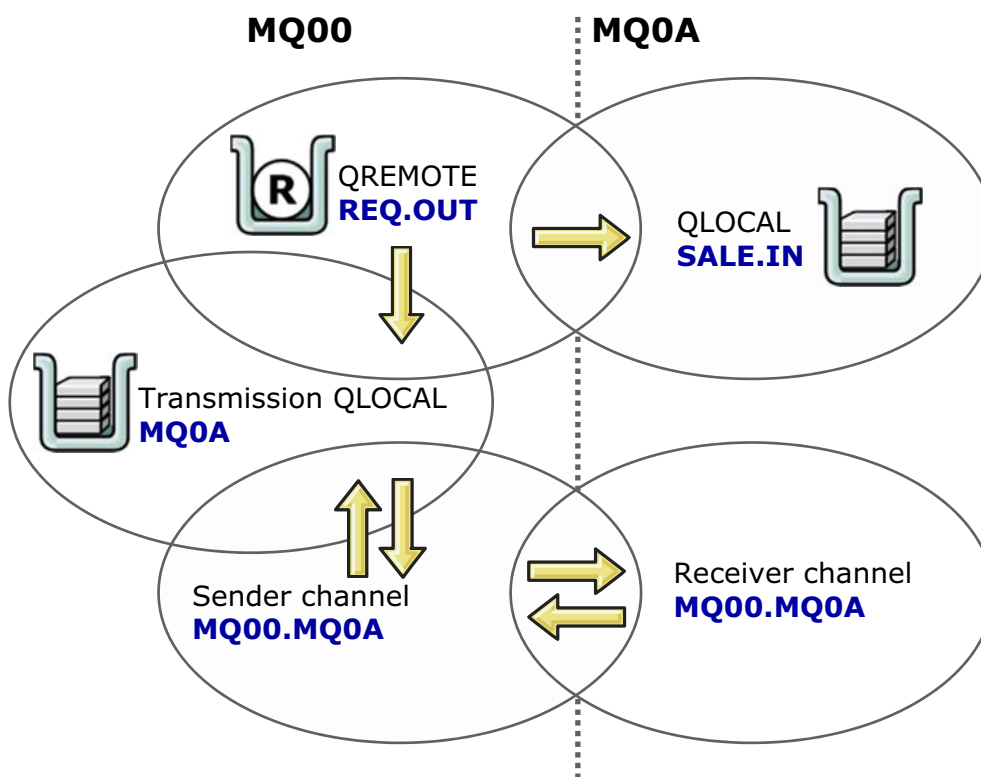 MQ00
MQ0A
R
QREMOTE
REQ.OUT
QLOCAL
SALE.IN
Transmission QLOCAL
MQ0A
Sender channel
MQ00.MQ0A
Receiver channel
MQ00.MQ0A